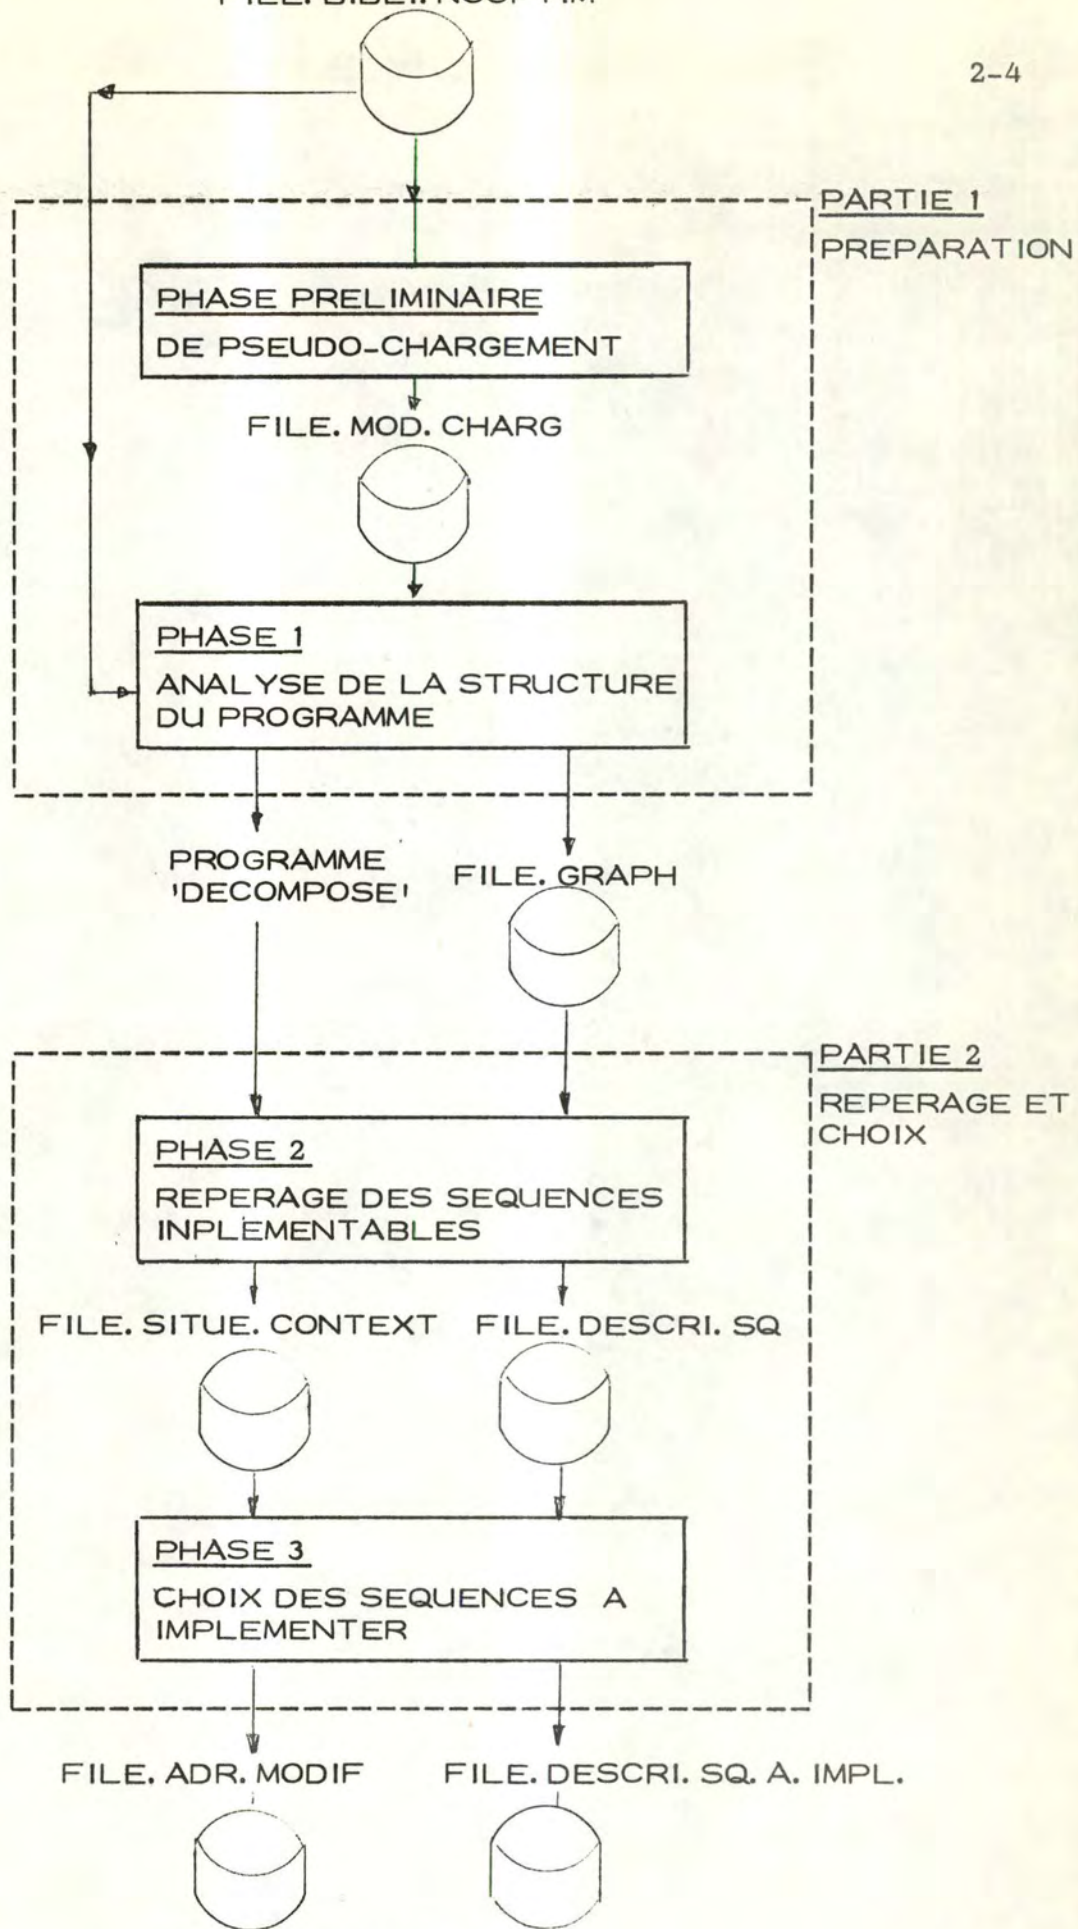 2-4
PARTIE 1
PREPARATION
PHASE PRELIMINAIRE
DE PSEUDO-CHARGEMENT
FILE. MOD. CHARG
PHASE 1
ANALYSE DE LA STRUCTURE
DU PROGRAMME
PROGRAMME
'DECOMPOSE'
FILE. GRAPH
PARTIE 2
REPERAGE ET
CHOIX
PHASE 2
REPERAGE DES SEQUENCES
INPLEMENTABLES
FILE. SITUE. CONTEXT
FILE. DESCRI. SQ
PHASE 3
CHOIX DES SEQUENCES A
IMPLEMENTER
FILE. ADR. MODIF
FILE. DESCRI. SQ. A. IMPL.